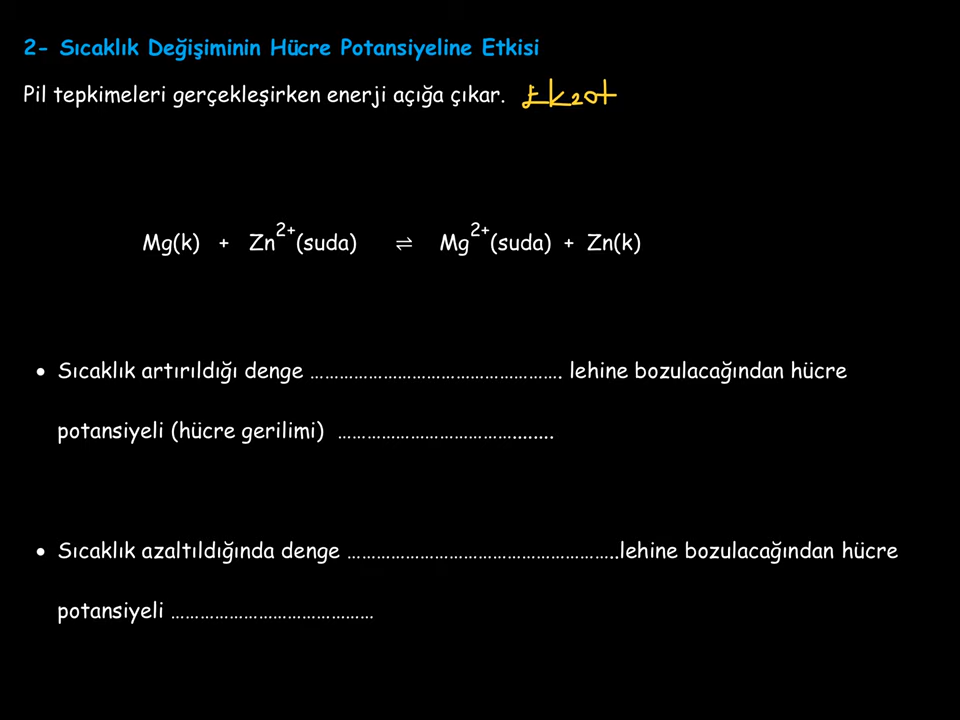 2- Sıcaklık Değişiminin Hücre Potansiyeline Etkisi
Pil tepkimeleri gerçekleşirken enerji açığa çıkar. Ekzot
Mg(k) + Zn²⁺(suda) ⇌ Mg²⁺(suda) + Zn(k)
• Sıcaklık artırıldığı denge ……………………………………………. lehine bozulacağından hücre
potansiyeli (hücre gerilimi) ………………………………........
• Sıcaklık azaltıldığında denge ………………………………………………..lehine bozulacağından hücre
potansiyeli ……………………………………